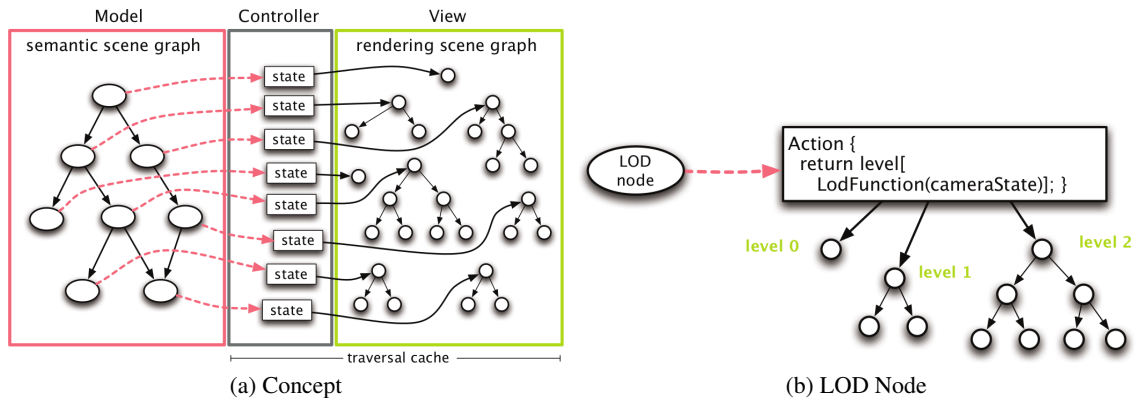 Model
Controller
View
semantic scene graph
rendering scene graph
state
state
state
state
state
state
state
state
traversal cache
(a) Concept
LOD
node
Action {
return level[
LodFunction(cameraState)]; }
level 0
level 1
level 2
(b) LOD Node